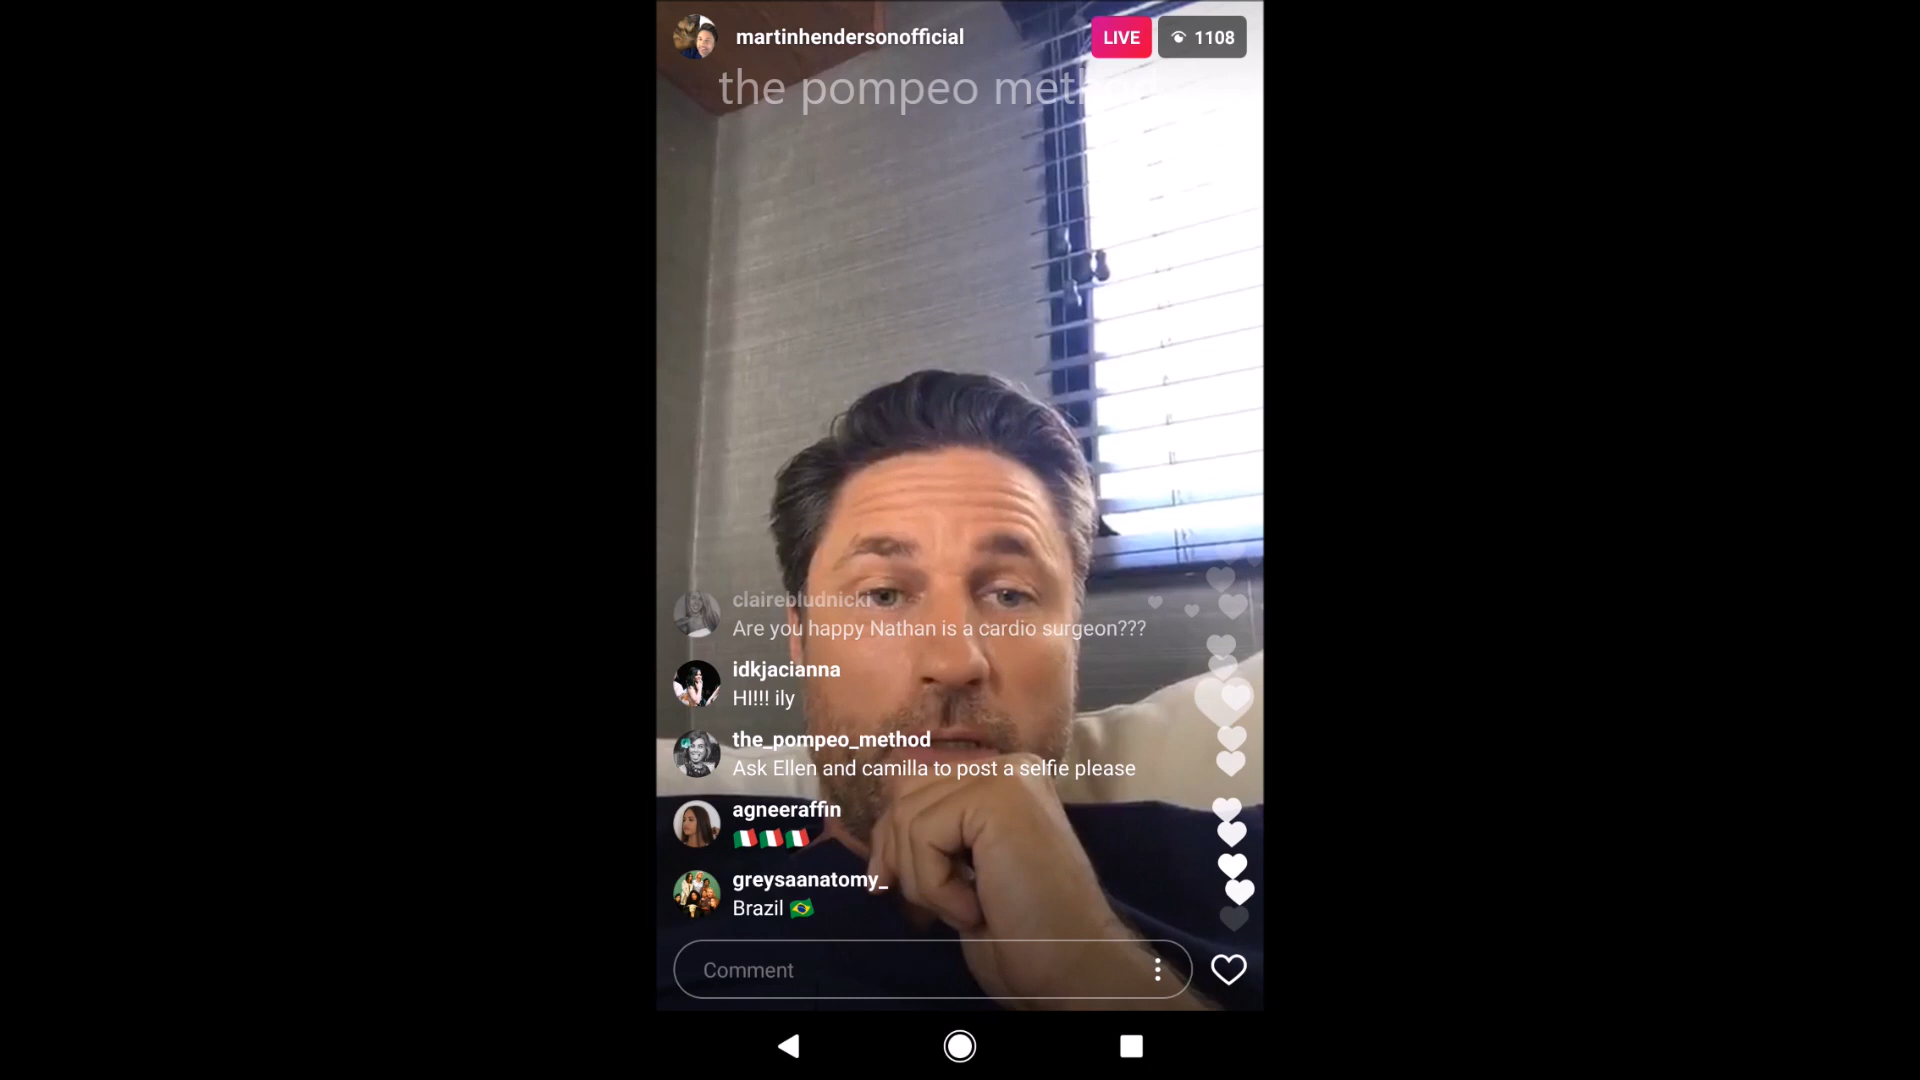 martinhendersonofficial
LIVE
1108
the pompeo method
clairebludnicki
Are you happy Nathan is a cardio surgeon???
idkjacianna
HI!!! ily
the_pompeo_method
Ask Ellen and camilla to post a selfie please
agneeraffin
🇮🇹🇮🇹🇮🇹
greysaanatomy_
Brazil 🇧🇷
Comment